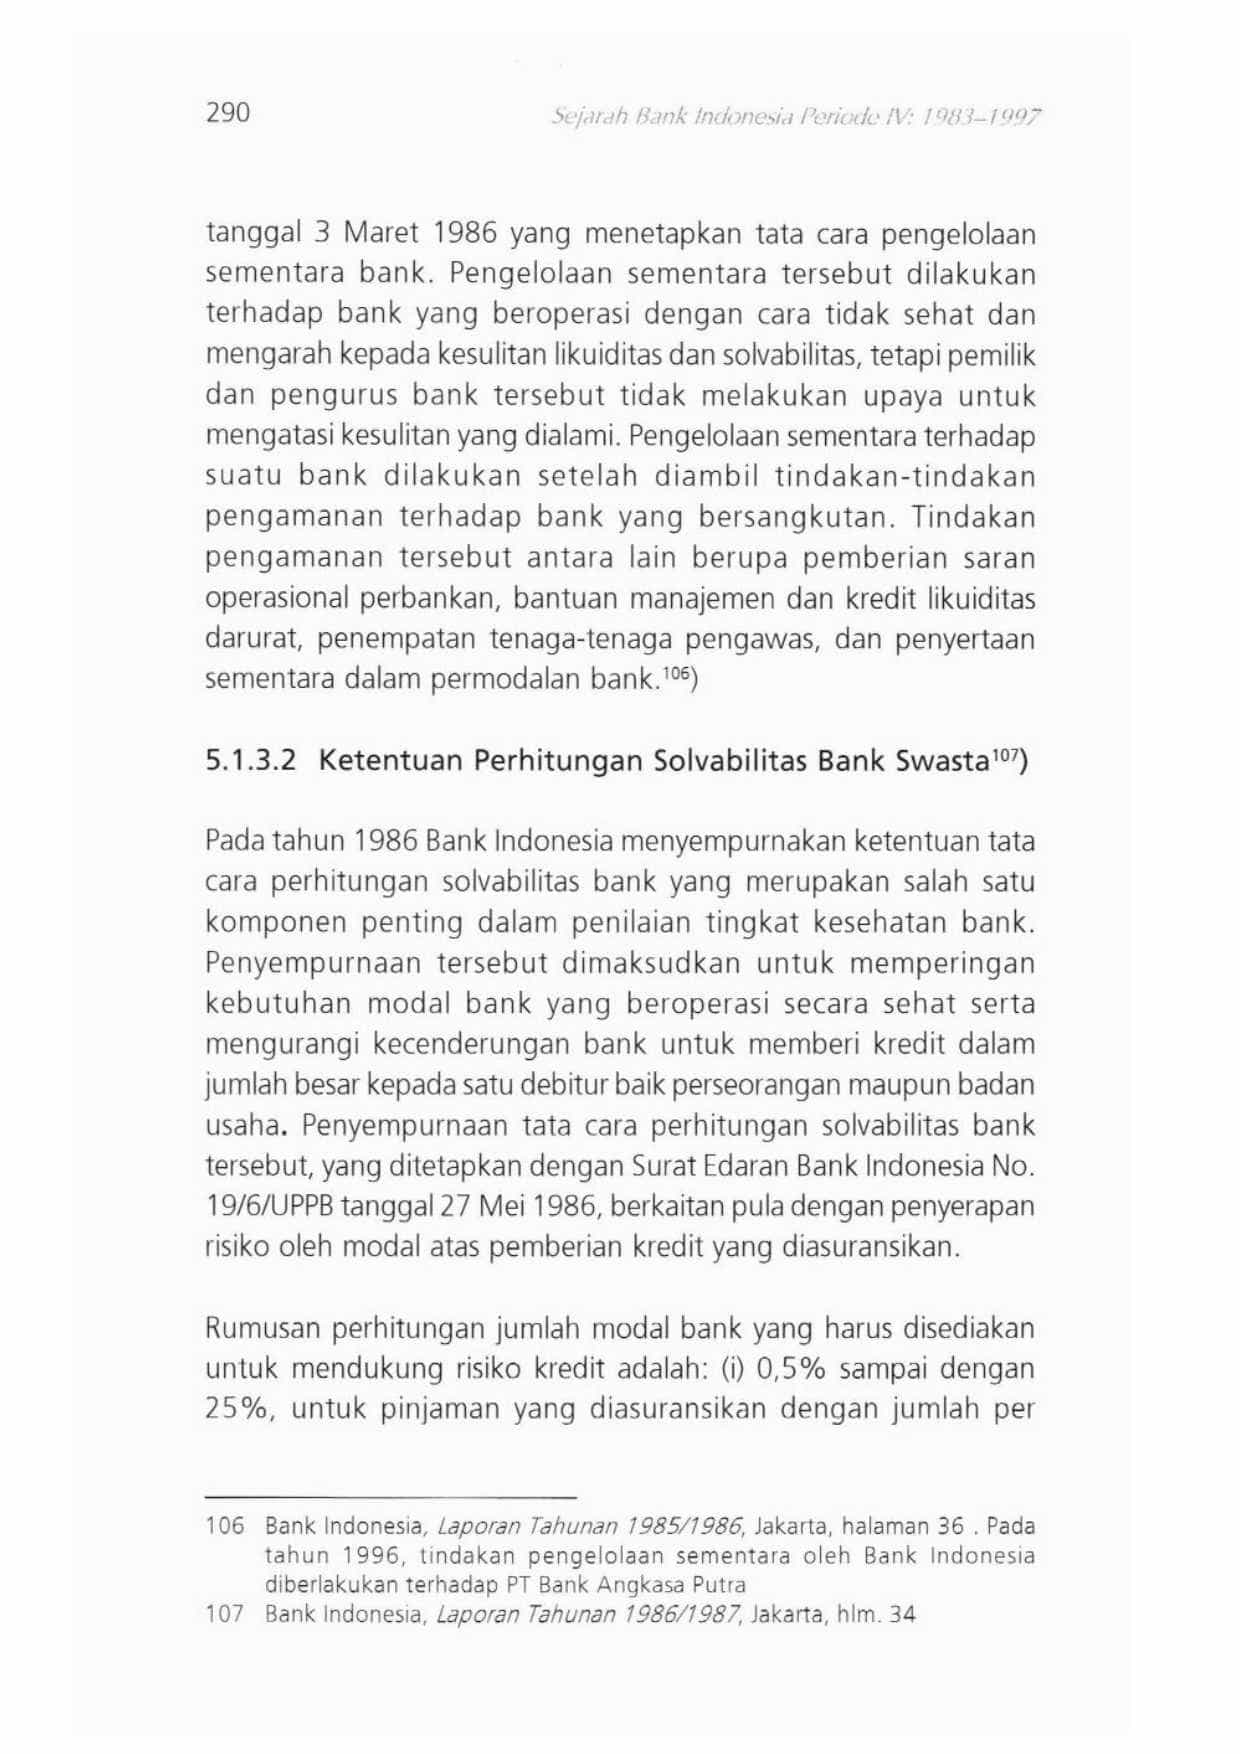 290
Sejarah Bank Indonesia Periode IV: 1983–1997
tanggal 3 Maret 1986 yang menetapkan tata cara pengelolaan
sementara bank. Pengelolaan sementara tersebut dilakukan
terhadap bank yang beroperasi dengan cara tidak sehat dan
mengarah kepada kesulitan likuiditas dan solvabilitas, tetapi pemilik
dan pengurus bank tersebut tidak melakukan upaya untuk
mengatasi kesulitan yang dialami. Pengelolaan sementara terhadap
suatu bank dilakukan setelah diambil tindakan-tindakan
pengamanan terhadap bank yang bersangkutan. Tindakan
pengamanan tersebut antara lain berupa pemberian saran
operasional perbankan, bantuan manajemen dan kredit likuiditas
darurat, penempatan tenaga-tenaga pengawas, dan penyertaan
sementara dalam permodalan bank.¹⁰⁶)
5.1.3.2 Ketentuan Perhitungan Solvabilitas Bank Swasta¹⁰⁷)
Pada tahun 1986 Bank Indonesia menyempurnakan ketentuan tata
cara perhitungan solvabilitas bank yang merupakan salah satu
komponen penting dalam penilaian tingkat kesehatan bank.
Penyempurnaan tersebut dimaksudkan untuk memperingan
kebutuhan modal bank yang beroperasi secara sehat serta
mengurangi kecenderungan bank untuk memberi kredit dalam
jumlah besar kepada satu debitur baik perseorangan maupun badan
usaha. Penyempurnaan tata cara perhitungan solvabilitas bank
tersebut, yang ditetapkan dengan Surat Edaran Bank Indonesia No.
19/6/UPPB tanggal 27 Mei 1986, berkaitan pula dengan penyerapan
risiko oleh modal atas pemberian kredit yang diasuransikan.
Rumusan perhitungan jumlah modal bank yang harus disediakan
untuk mendukung risiko kredit adalah: (i) 0,5% sampai dengan
25%, untuk pinjaman yang diasuransikan dengan jumlah per
106 Bank Indonesia, Laporan Tahunan 1985/1986, Jakarta, halaman 36 . Pada
tahun 1996, tindakan pengelolaan sementara oleh Bank Indonesia
diberlakukan terhadap PT Bank Angkasa Putra
107 Bank Indonesia, Laporan Tahunan 1986/1987, Jakarta, hlm. 34